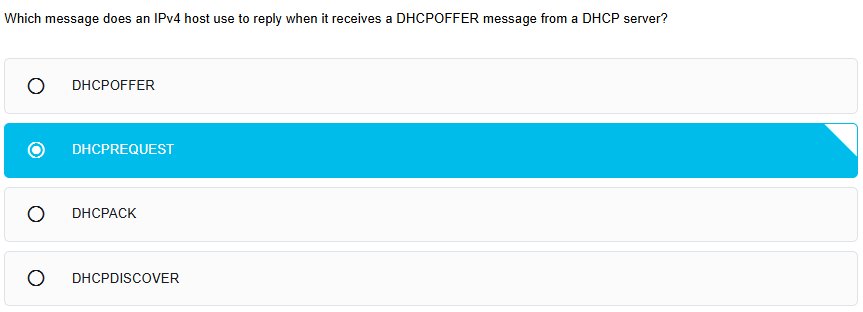 Which message does an IPv4 host use to reply when it receives a DHCPOFFER message from a DHCP server?
DHCPOFFER
DHCPREQUEST
DHCPACK
DHCPDISCOVER